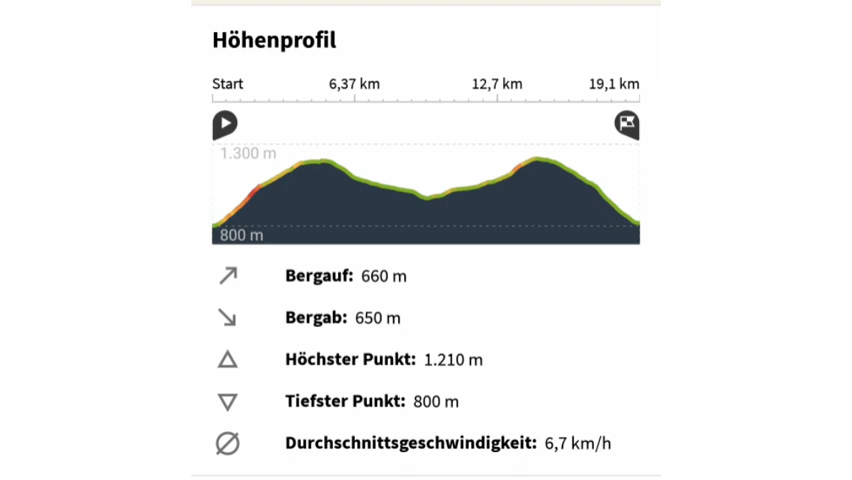 Höhenprofil
Start 6,37 km 12,7 km 19,1 km
1.300 m
800 m
Bergauf: 660 m
Bergab: 650 m
Höchster Punkt: 1.210 m
Tiefster Punkt: 800 m
Durchschnittsgeschwindigkeit: 6,7 km/h